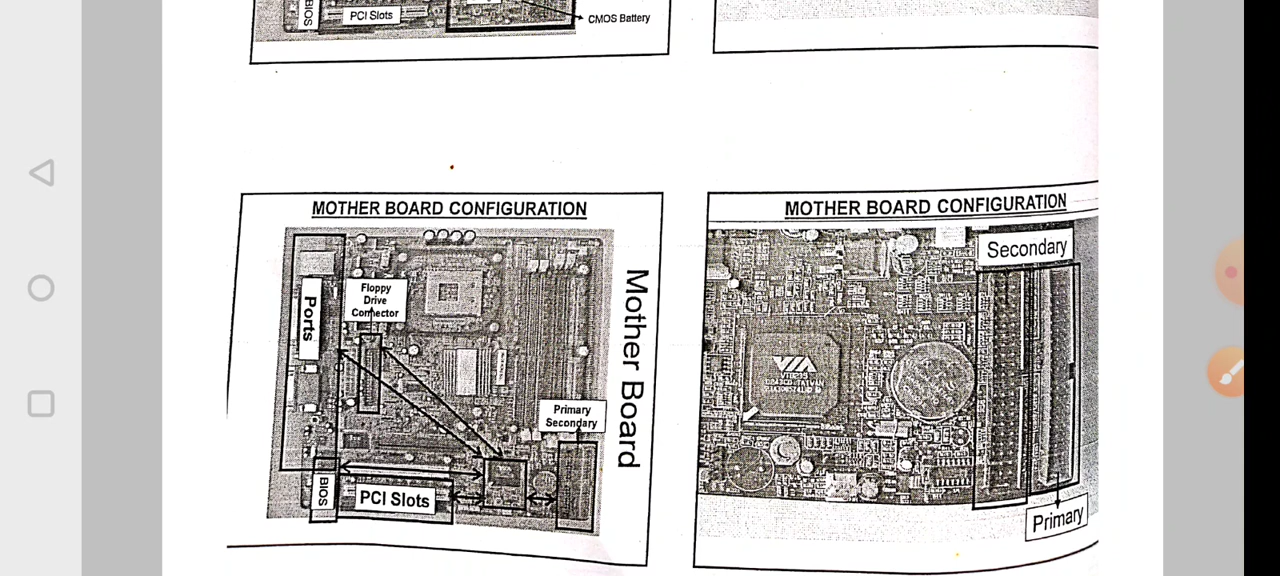 BIOS
PCI Slots
CMOS Battery
MOTHER BOARD CONFIGURATION
Floppy
Drive
Connector
Ports
Mother Board
Primary
Secondary
BIOS
PCI Slots
MOTHER BOARD CONFIGURATION
Secondary
VIA
Primary